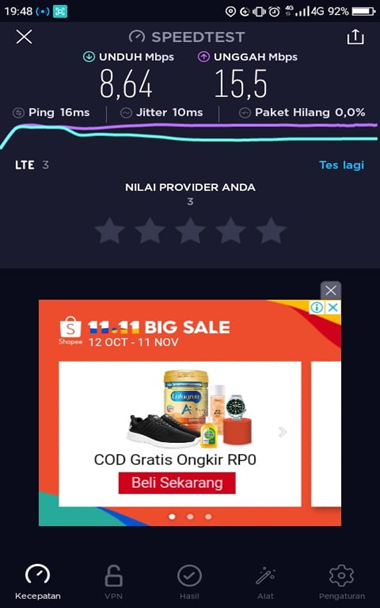 19:48 4G 4G 92%
SPEEDTEST
UNDUH Mbps UNGGAH Mbps
8,64 15,5
Ping 16ms Jitter 10ms Paket Hilang 0,0%
LTE 3 Tes lagi
NILAI PROVIDER ANDA
3
Shopee
11.11 BIG SALE
12 OCT - 11 NOV
Enfagrow
A+
COD Gratis Ongkir RP0
Beli Sekarang
Kecepatan VPN Hasil Alat Pengaturan